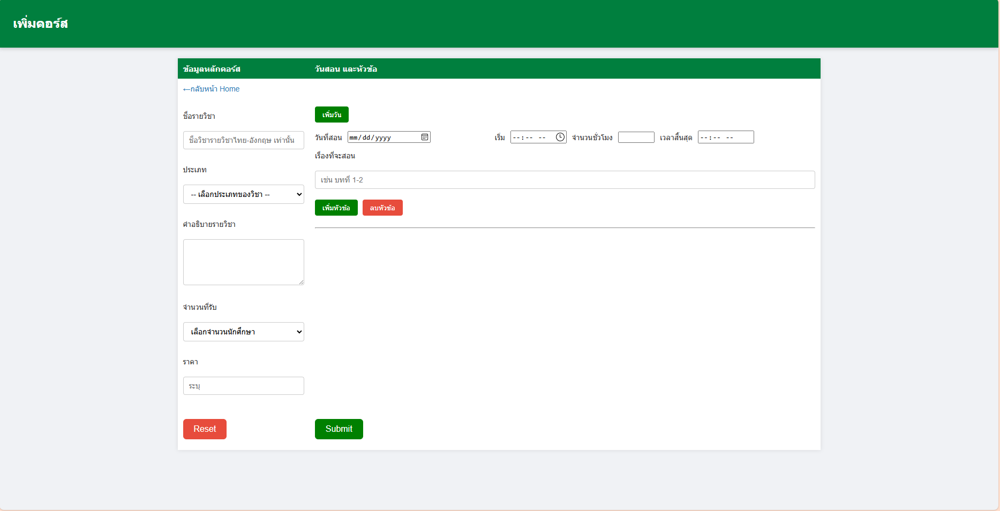 เพิ่มคอร์ส
ข้อมูลหลักคอร์ส
วันสอน และหัวข้อ
←กลับหน้า Home
ชื่อรายวิชา
ชื่อวิชารายวิชาไทย-อังกฤษ เท่านั้น
ประเภท
-- เลือกประเภทของวิชา --
คำอธิบายรายวิชา
จำนวนที่รับ
เลือกจำนวนนักศึกษา
ราคา
ระบุ
เพิ่มวัน
วันที่สอน mm/dd/yyyy เริ่ม --:-- -- จำนวนชั่วโมง เวลาสิ้นสุด --:-- --
เรื่องที่จะสอน
เช่น บทที่ 1-2
เพิ่มหัวข้อ ลบหัวข้อ
Reset
Submit